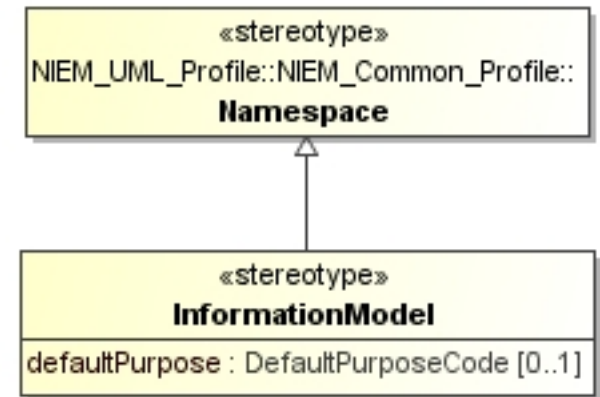 «stereotype»
NIEM_UML_Profile::NIEM_Common_Profile::
Namespace
«stereotype»
InformationModel
defaultPurpose : DefaultPurposeCode [0..1]